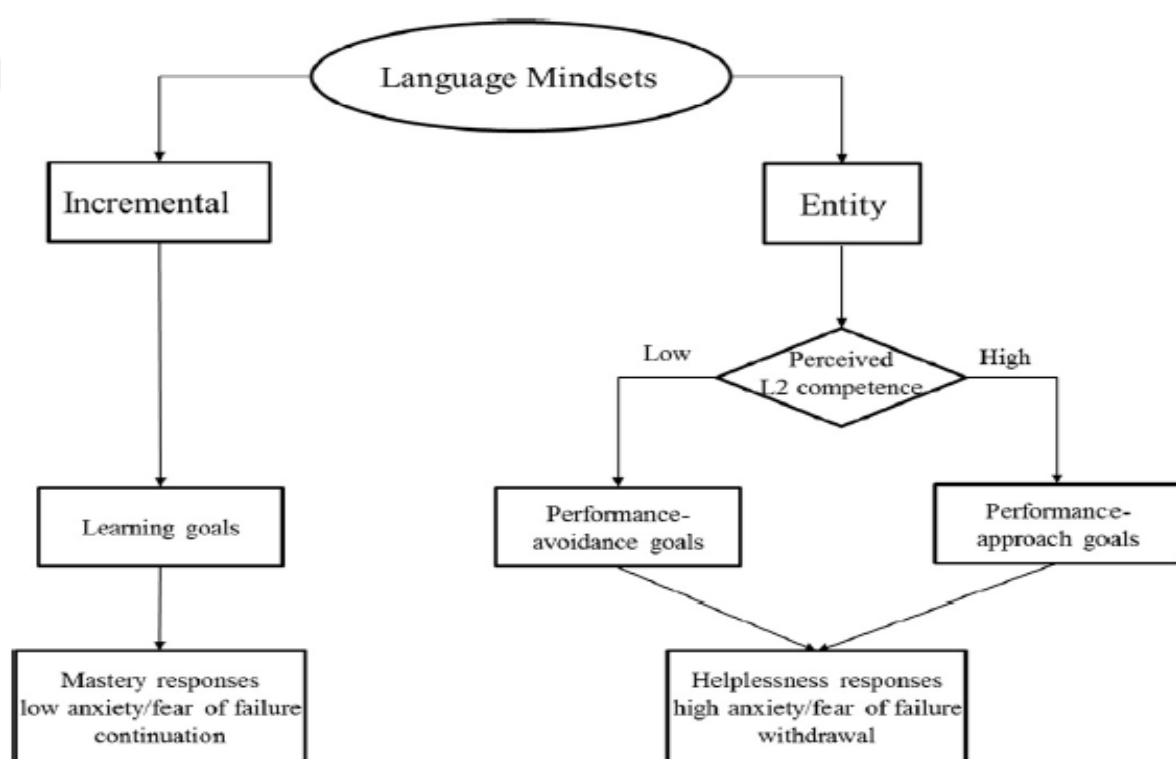 Language Mindsets
Incremental
Entity
Low
Perceived
L2 competence
High
Learning goals
Performance-
avoidance goals
Performance-
approach goals
Mastery responses
low anxiety/fear of failure
continuation
Helplessness responses
high anxiety/fear of failure
withdrawal